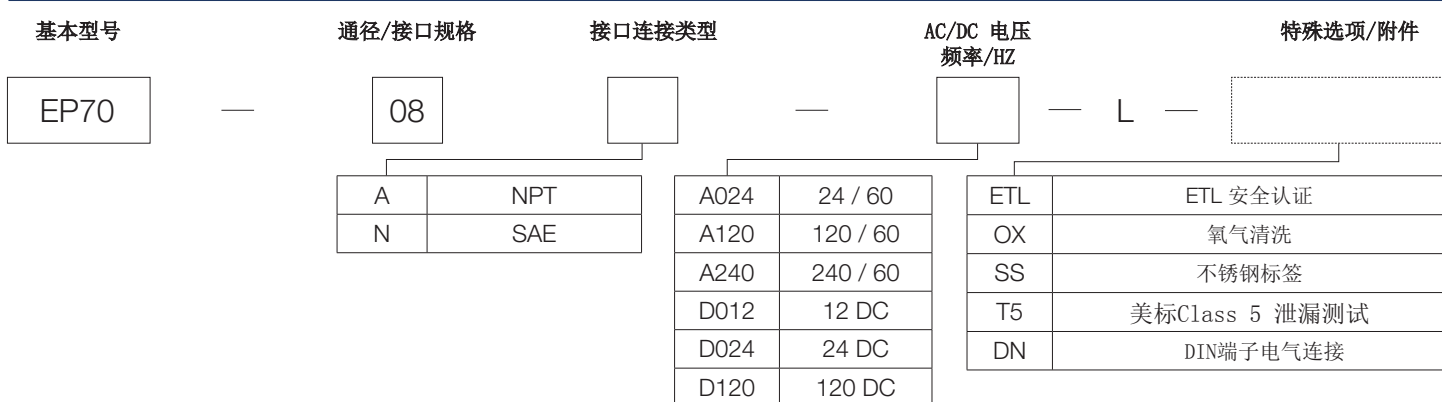 基本型号
通径/接口规格
接口连接类型
AC/DC 电压
频率/HZ
特殊选项/附件
EP70 — 08 — — L —
A NPT
N SAE
A024 24 / 60
A120 120 / 60
A240 240 / 60
D012 12 DC
D024 24 DC
D120 120 DC
ETL ETL 安全认证
OX 氧气清洗
SS 不锈钢标签
T5 美标Class 5 泄漏测试
DN DIN端子电气连接